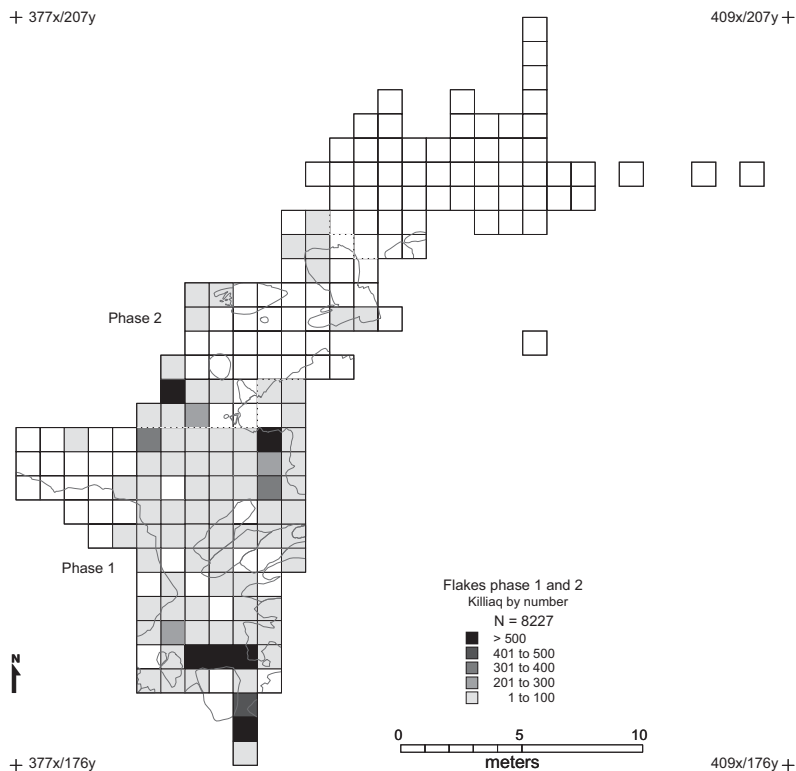 377x/207y
409x/207y
Phase 2
Phase 1
Flakes phase 1 and 2
Killiaq by number
N = 8227
> 500
401 to 500
301 to 400
201 to 300
1 to 100
N
0 5 10
meters
377x/176y
409x/176y